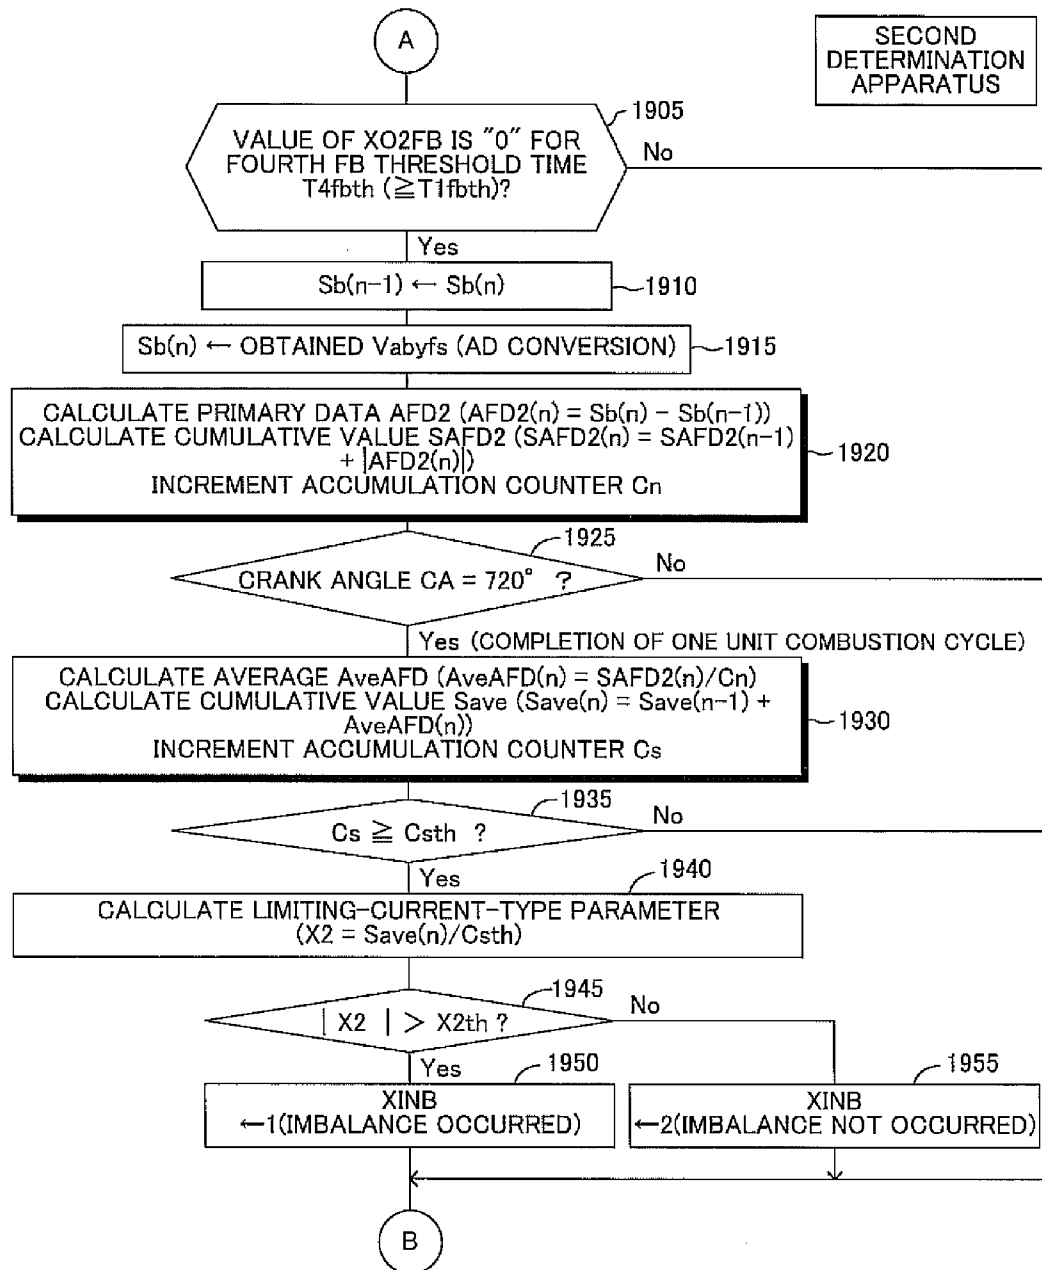 A
SECOND
DETERMINATION
APPARATUS
1905
VALUE OF XO2FB IS "0" FOR
FOURTH FB THRESHOLD TIME
T4fbth (≧T1fbth)?
No
Yes
Sb(n-1) ← Sb(n)
1910
Sb(n) ← OBTAINED Vabyfs (AD CONVERSION)
1915
CALCULATE PRIMARY DATA AFD2 (AFD2(n) = Sb(n) - Sb(n-1))
CALCULATE CUMULATIVE VALUE SAFD2 (SAFD2(n) = SAFD2(n-1)
+ |AFD2(n)|)
INCREMENT ACCUMULATION COUNTER Cn
1920
1925
CRANK ANGLE CA = 720° ?
No
Yes (COMPLETION OF ONE UNIT COMBUSTION CYCLE)
CALCULATE AVERAGE AveAFD (AveAFD(n) = SAFD2(n)/Cn)
CALCULATE CUMULATIVE VALUE Save (Save(n) = Save(n-1) +
AveAFD(n))
INCREMENT ACCUMULATION COUNTER Cs
1930
1935
Cs ≧ Csth ?
No
Yes
1940
CALCULATE LIMITING-CURRENT-TYPE PARAMETER
(X2 = Save(n)/Csth)
1945
| X2 | > X2th ?
No
Yes
1950
XINB
←1(IMBALANCE OCCURRED)
1955
XINB
←2(IMBALANCE NOT OCCURRED)
B